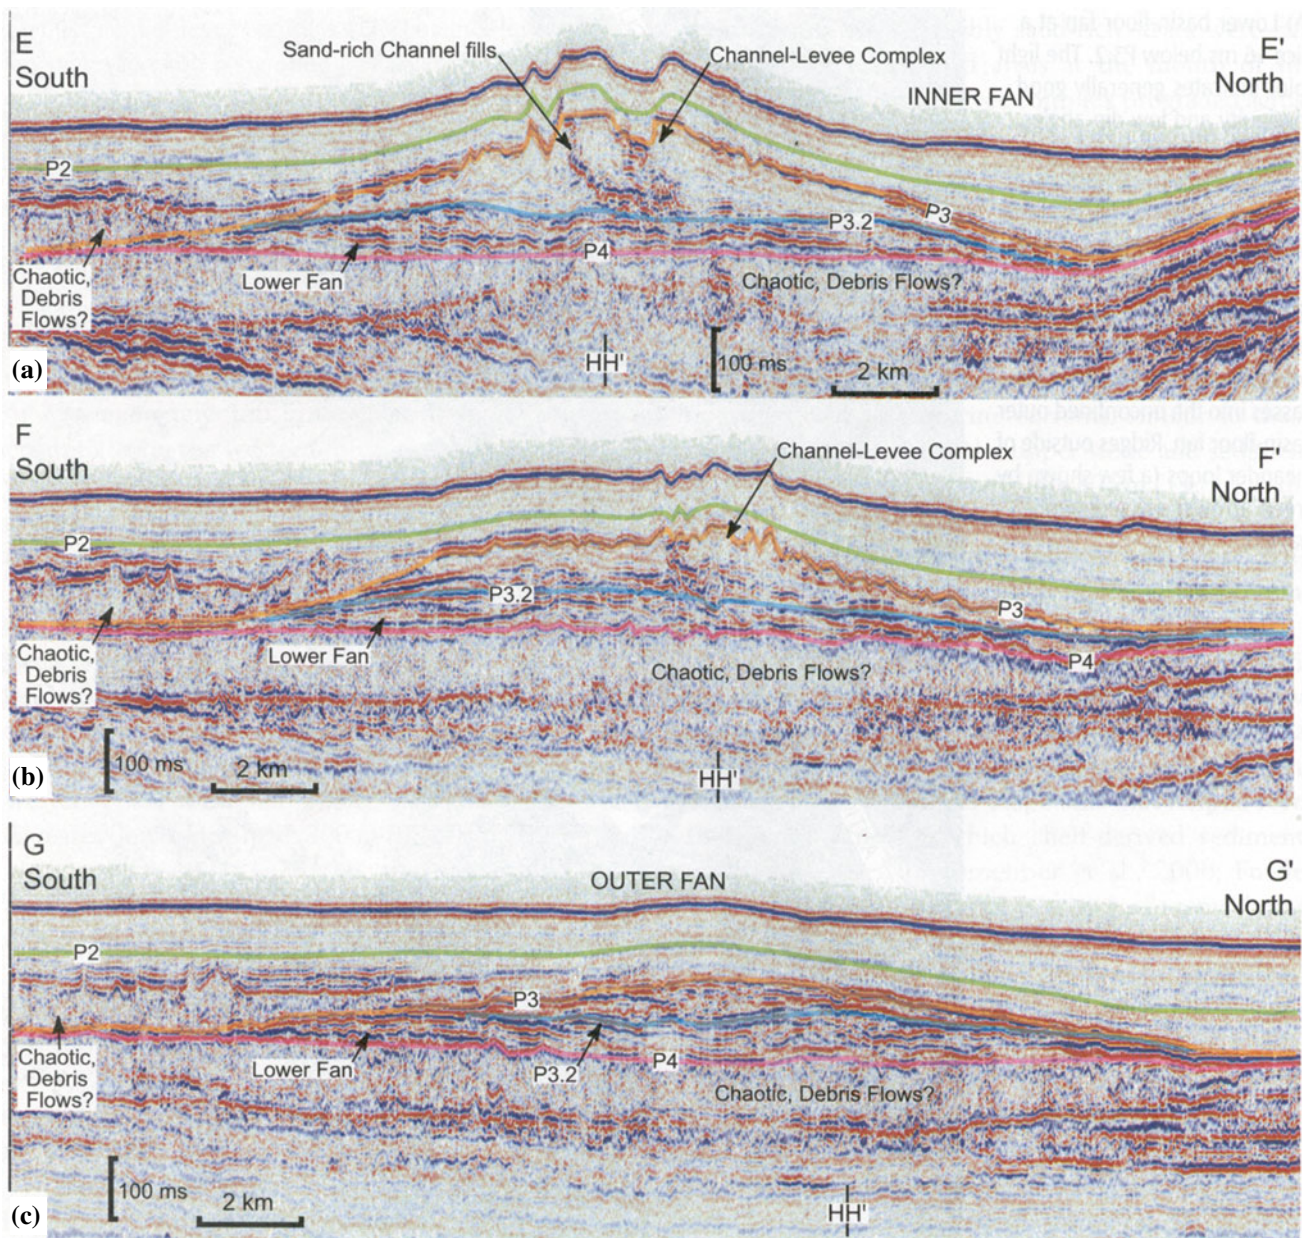 E
South
Sand-rich Channel fills
Channel-Levee Complex
INNER FAN
E'
North
P2
P3
P3.2
P4
Chaotic,
Debris
Flows?
Lower Fan
Chaotic, Debris Flows?
HH'
100 ms
2 km
(a)
F
South
Channel-Levee Complex
F'
North
P2
P3.2
P3
Chaotic,
Debris
Flows?
Lower Fan
P4
Chaotic, Debris Flows?
100 ms
2 km
HH'
(b)
G
South
OUTER FAN
G'
North
P2
P3
Chaotic,
Debris
Flows?
Lower Fan
P3.2
P4
Chaotic, Debris Flows?
100 ms
2 km
HH'
(c)